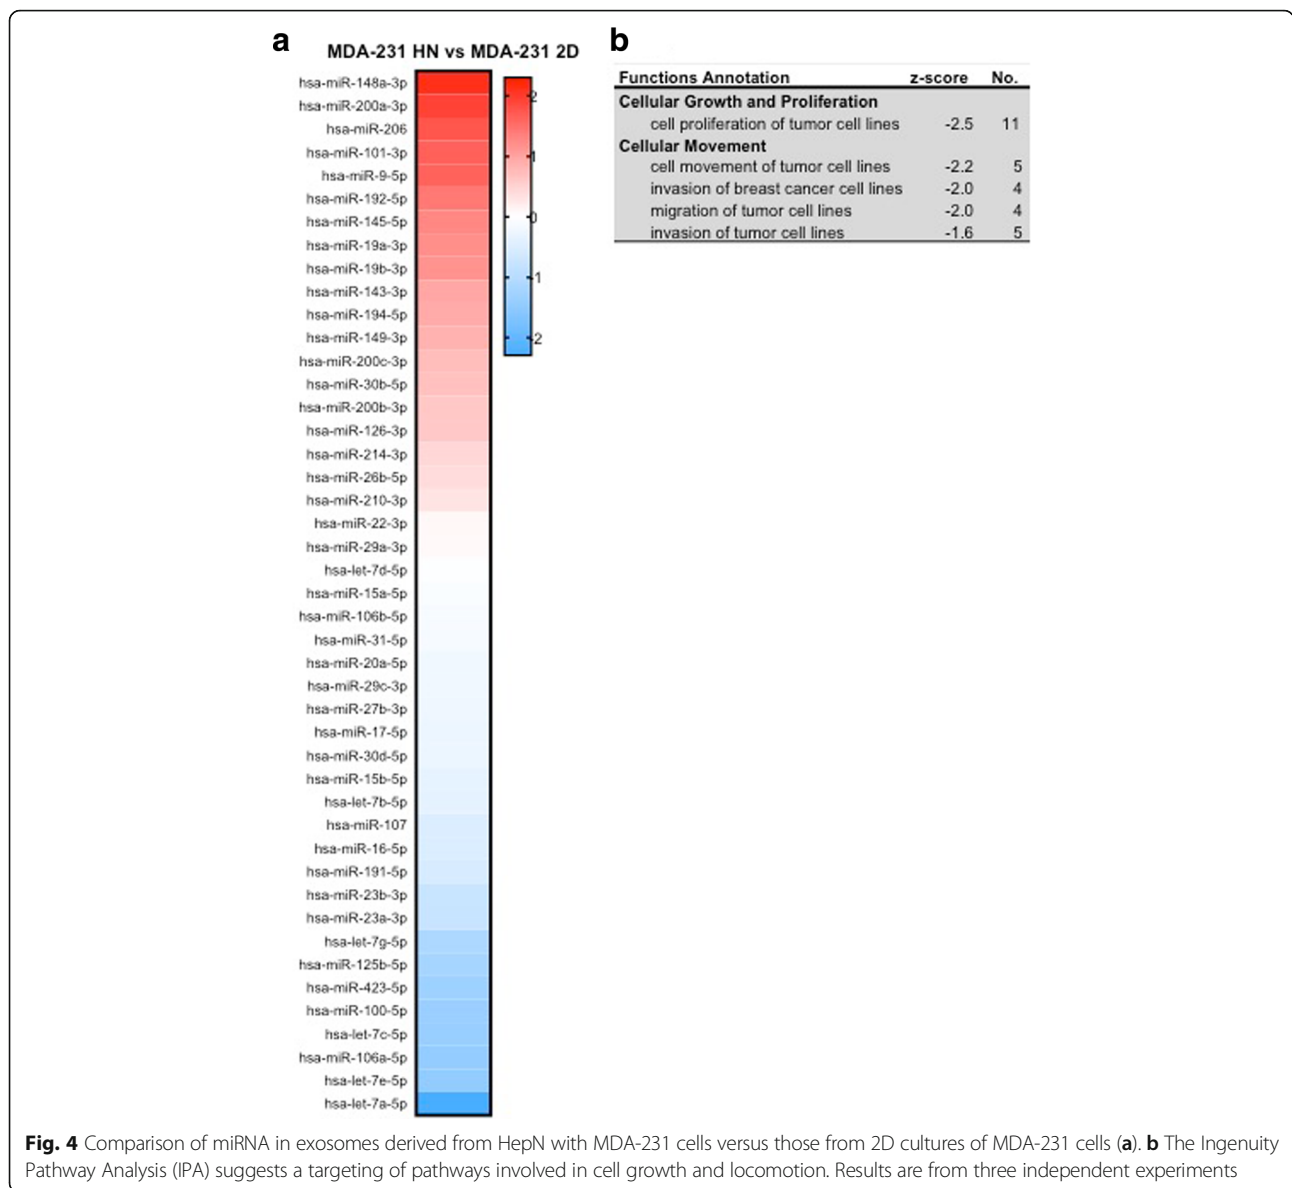 a
MDA-231 HN vs MDA-231 2D
hsa-miR-148a-3p
hsa-miR-200a-3p
hsa-miR-206
hsa-miR-101-3p
hsa-miR-9-5p
hsa-miR-192-5p
hsa-miR-145-5p
hsa-miR-19a-3p
hsa-miR-19b-3p
hsa-miR-143-3p
hsa-miR-194-5p
hsa-miR-149-3p
hsa-miR-200c-3p
hsa-miR-30b-5p
hsa-miR-200b-3p
hsa-miR-126-3p
hsa-miR-214-3p
hsa-miR-26b-5p
hsa-miR-210-3p
hsa-miR-22-3p
hsa-miR-29a-3p
hsa-let-7d-5p
hsa-miR-15a-5p
hsa-miR-106b-5p
hsa-miR-31-5p
hsa-miR-20a-5p
hsa-miR-29c-3p
hsa-miR-27b-3p
hsa-miR-17-5p
hsa-miR-30d-5p
hsa-miR-15b-5p
hsa-let-7b-5p
hsa-miR-107
hsa-miR-16-5p
hsa-miR-191-5p
hsa-miR-23b-3p
hsa-miR-23a-3p
hsa-let-7g-5p
hsa-miR-125b-5p
hsa-miR-423-5p
hsa-miR-100-5p
hsa-let-7c-5p
hsa-miR-106a-5p
hsa-let-7e-5p
hsa-let-7a-5p
2
1
0
-1
-2
b
Functions Annotation z-score No.
Cellular Growth and Proliferation
cell proliferation of tumor cell lines -2.5 11
Cellular Movement
cell movement of tumor cell lines -2.2 5
invasion of breast cancer cell lines -2.0 4
migration of tumor cell lines -2.0 4
invasion of tumor cell lines -1.6 5
Fig. 4 Comparison of miRNA in exosomes derived from HepN with MDA-231 cells versus those from 2D cultures of MDA-231 cells (a). b The Ingenuity
Pathway Analysis (IPA) suggests a targeting of pathways involved in cell growth and locomotion. Results are from three independent experiments